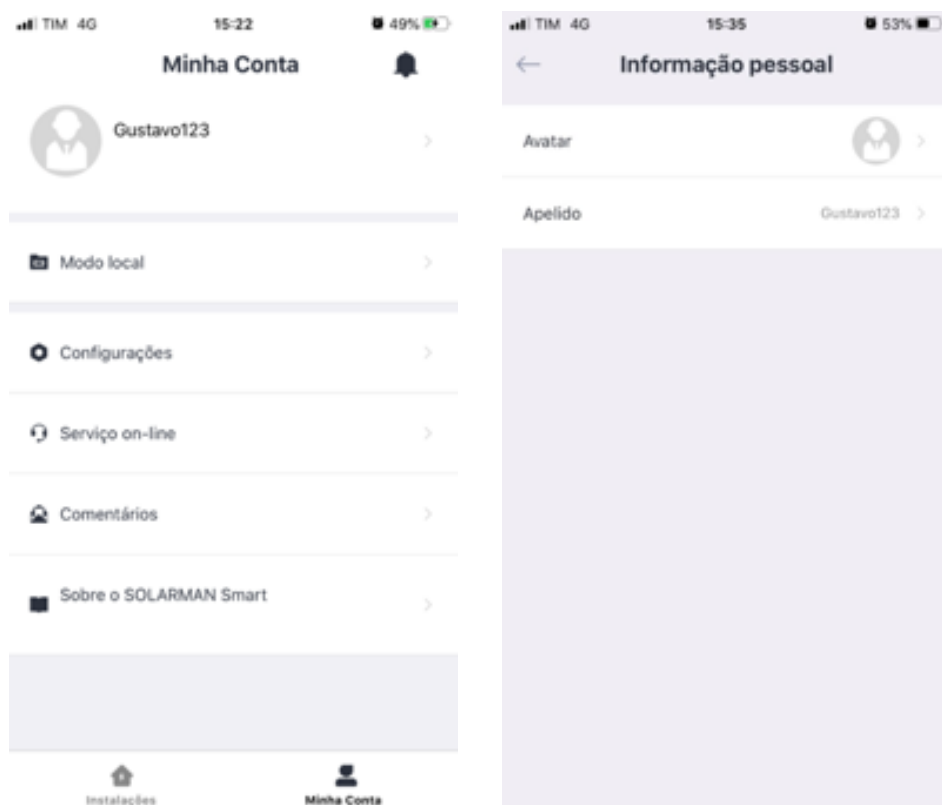 TIM 4G 15:22 49%
Minha Conta
Gustavo123
Modo local
Configurações
Serviço on-line
Comentários
Sobre o SOLARMAN Smart
Instalações Minha Conta
TIM 4G 15:35 53%
Informação pessoal
Avatar
Apelido Gustavo123